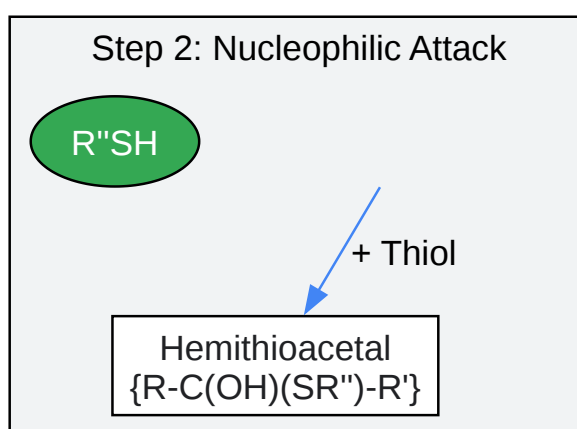 Step 2: Nucleophilic Attack
R"SH
+ Thiol
Hemithioacetal
{R-C(OH)(SR")-R'}